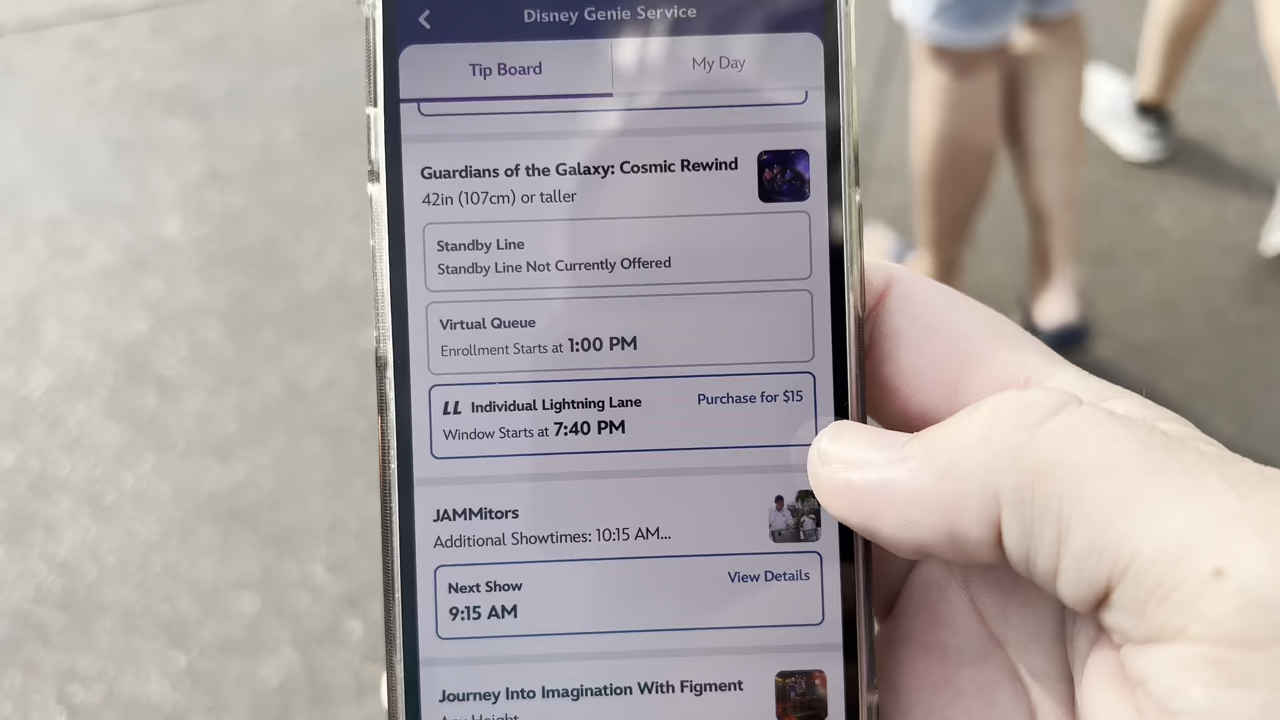 Disney Genie Service
Tip Board
My Day
Guardians of the Galaxy: Cosmic Rewind
42in (107cm) or taller
Standby Line
Standby Line Not Currently Offered
Virtual Queue
Enrollment Starts at 1:00 PM
LL Individual Lightning Lane
Purchase for $15
Window Starts at 7:40 PM
JAMMitors
Additional Showtimes: 10:15 AM...
Next Show
View Details
9:15 AM
Journey Into Imagination With Figment
Any Height